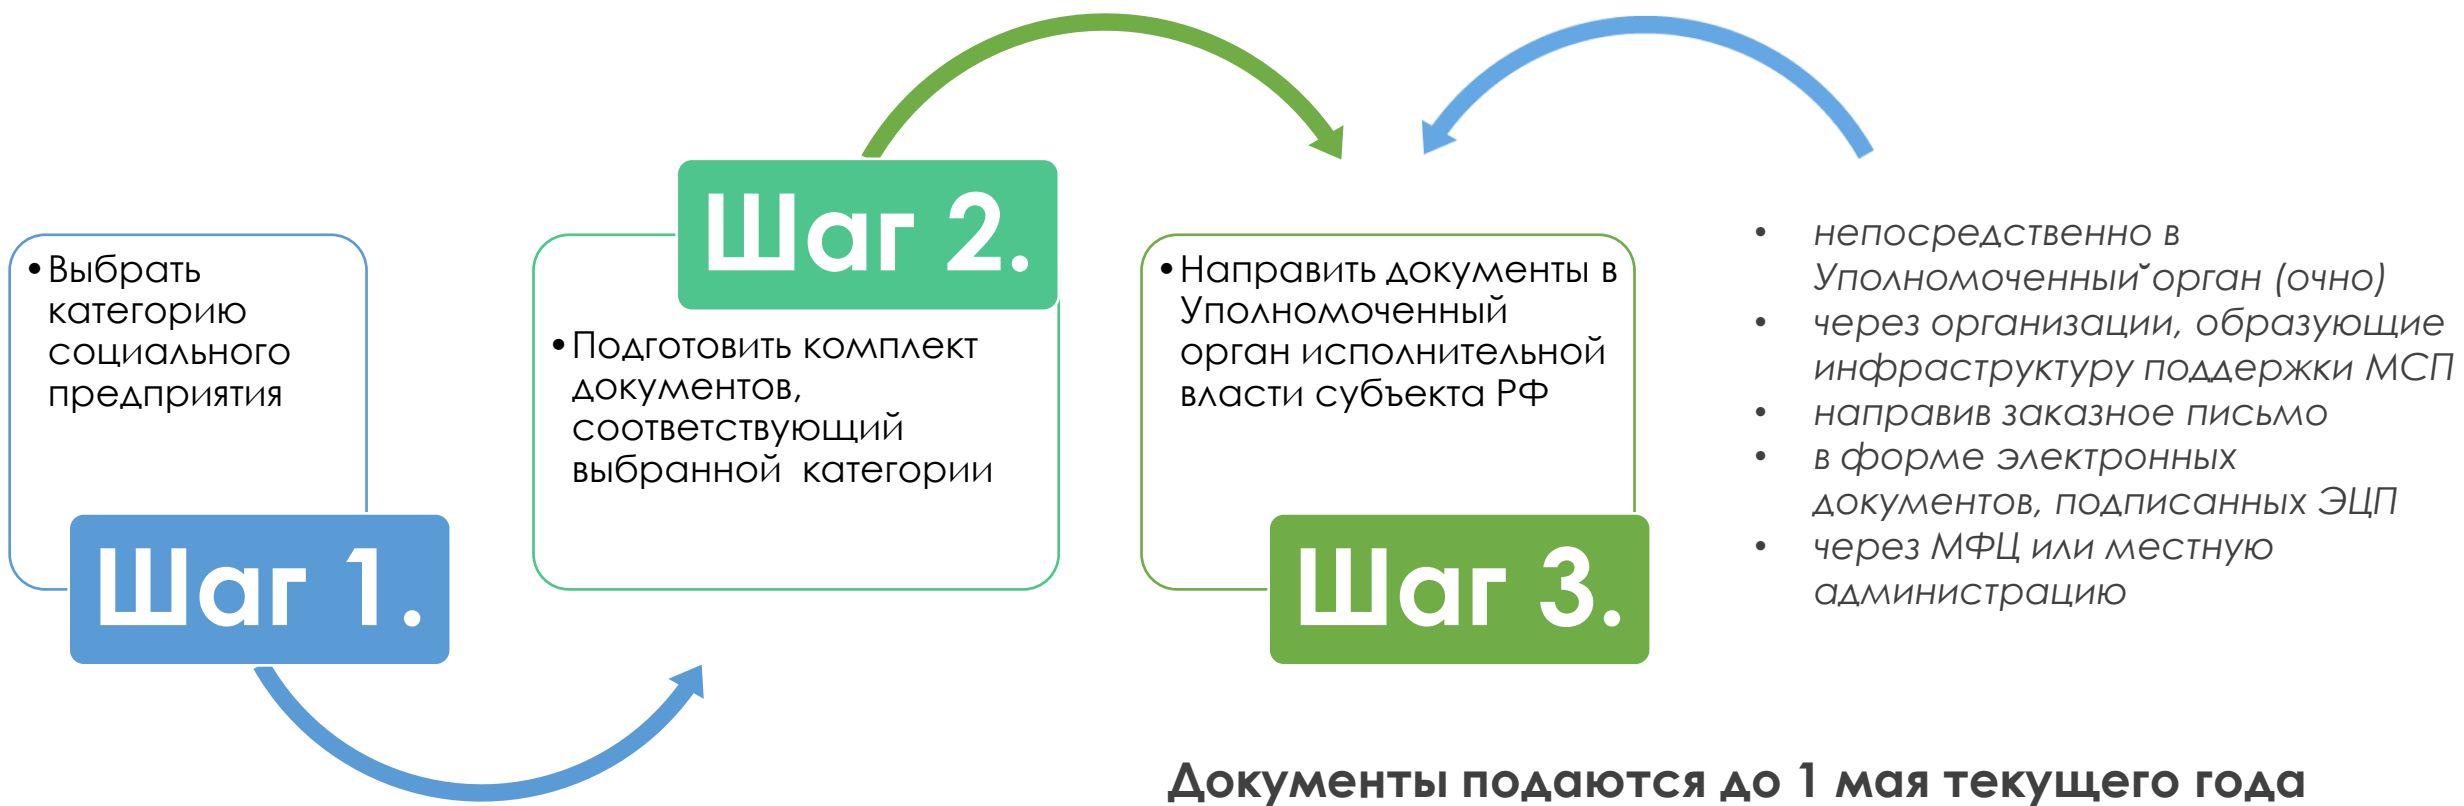 • Выбрать
категорию
социального
предприятия
Шаг 1.
Шаг 2.
• Подготовить комплект
документов,
соответствующий
выбранной  категории
• Направить документы в
Уполномоченный
орган исполнительной
власти субъекта РФ
Шаг 3.
• непосредственно в
Уполномоченный орган (очно)
• через организации, образующие
инфраструктуру поддержки МСП
• направив заказное письмо
• в форме электронных
документов, подписанных ЭЦП
• через МФЦ или местную
администрацию
Документы подаются до 1 мая текущего года